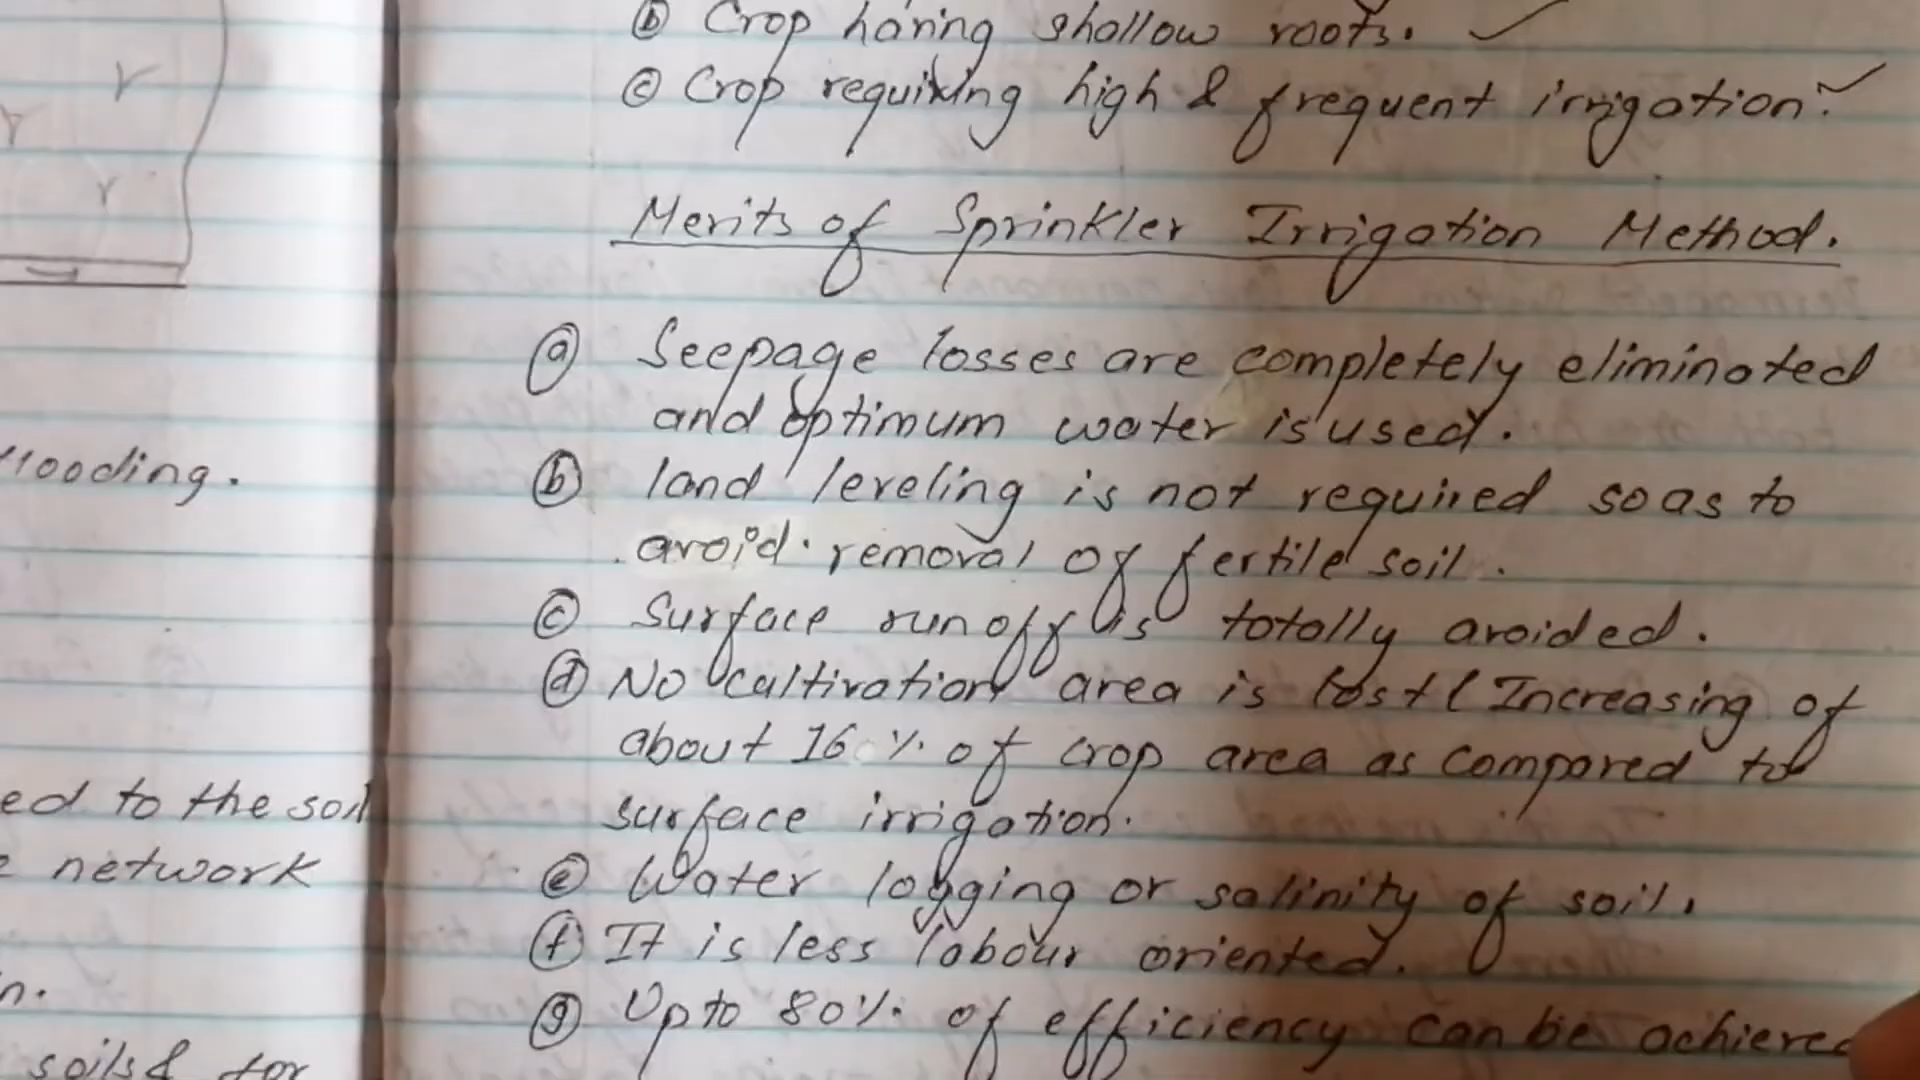 r
r
r
looding.
ed to the soil
network
n.
soils & for
(b) Crop having shallow roots.
(c) Crop requiring high & frequent irrigation.
Merits of Sprinkler Irrigation Method.
(a) Seepage losses are completely eliminated
and optimum water is used.
(b) land leveling is not required so as to
avoid removal of fertile soil.
(c) Surface runoff is totally avoided.
(d) No cultivation area is lost (Increasing of
about 16 % of crop area as compared to
surface irrigation.
(e) Water logging or salinity of soil.
(f) It is less labour oriented.
(g) Upto 80% of efficiency can be achieved